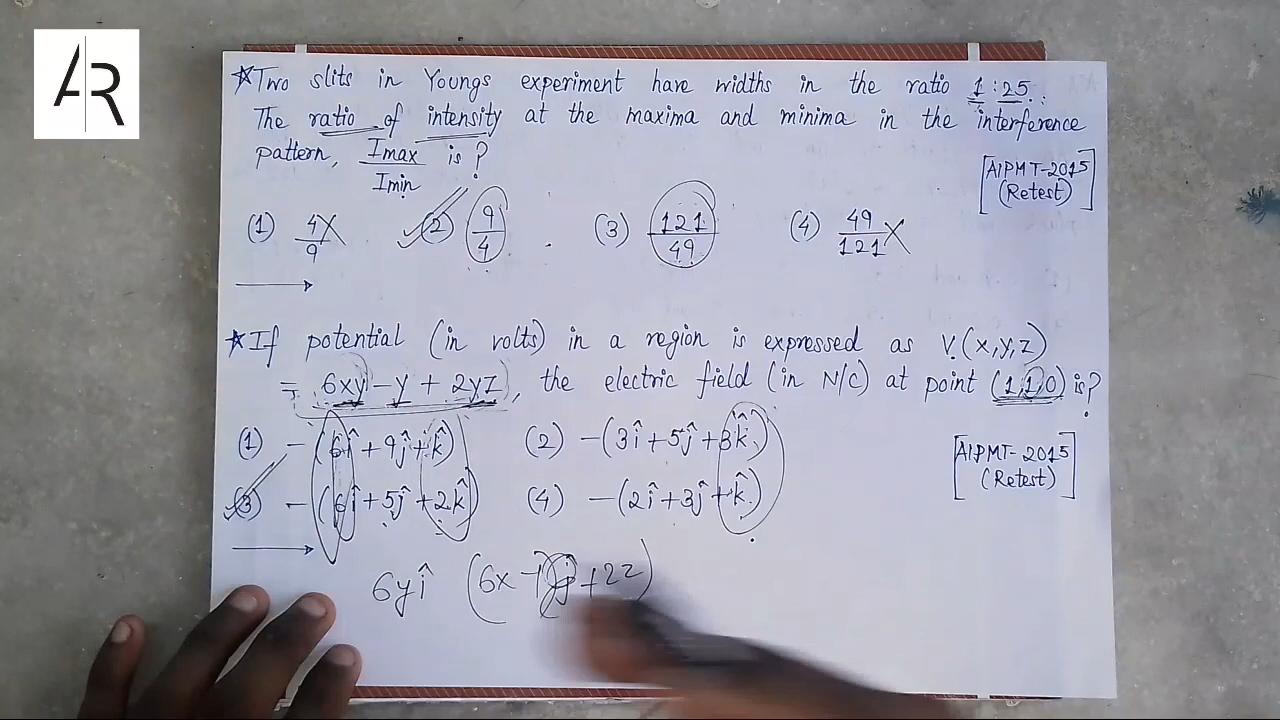 AR
*Two slits in Youngs experiment have widths in the ratio 1:25.
The ratio of intensity at the maxima and minima in the interference
pattern, Imax/Imin is?
[AIPMT-2015 (Retest)]
(1) 4/9 (2) 9/4 (3) 121/49 (4) 49/121
*If potential (in volts) in a region is expressed as V(x,y,z)
= 6xy - y + 2yz, the electric field (in N/C) at point (1,1,0) is?
(1) -(6î + 9ĵ + k̂) (2) -(3î + 5ĵ + 3k̂)
[AIPMT-2015 (Retest)]
(3) -(6î + 5ĵ + 2k̂) (4) -(2î + 3ĵ + k̂)
6yî (6x - 1)ĵ + 2z)